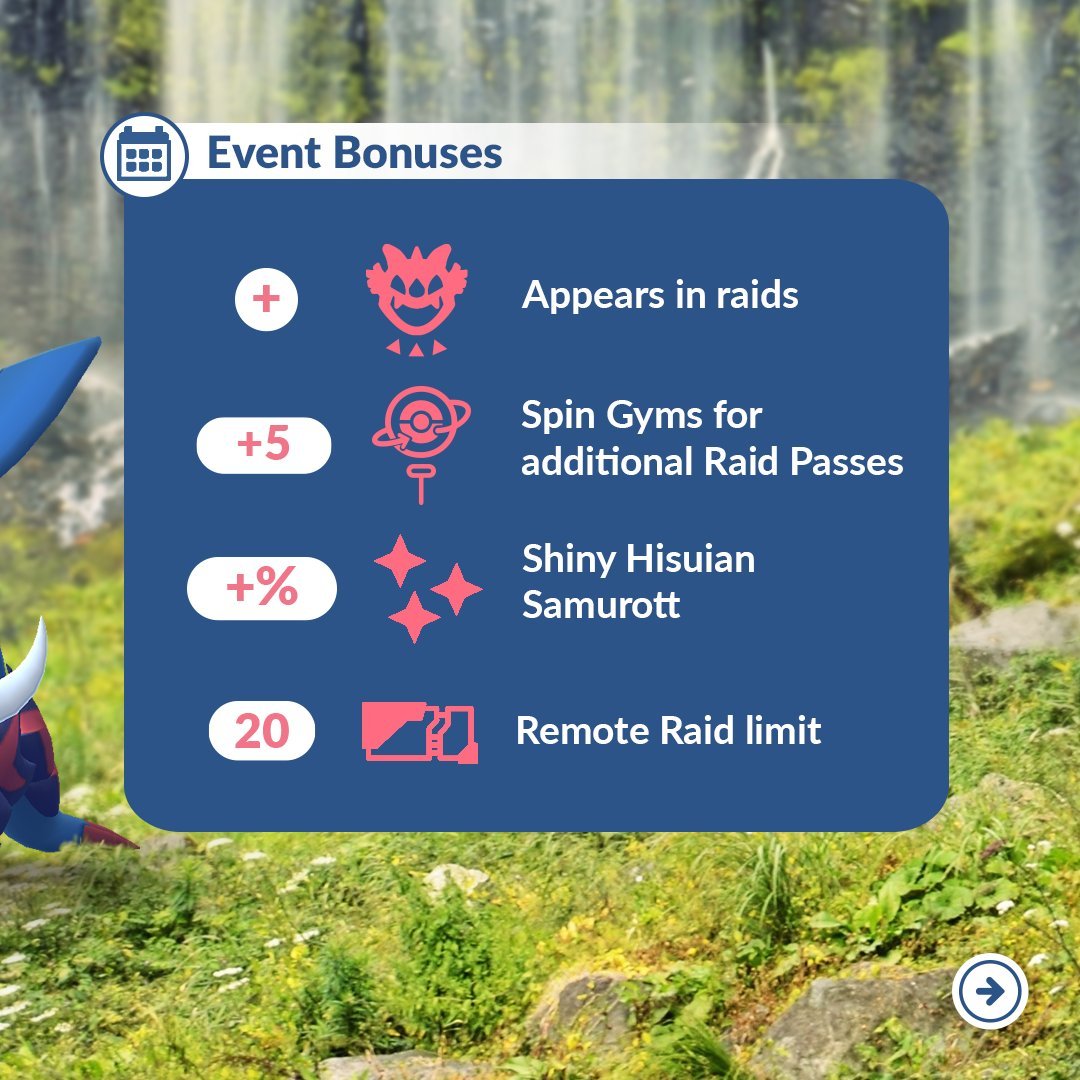 Event Bonuses
+
Appears in raids
+5
Spin Gyms for
additional Raid Passes
+%
Shiny Hisuian
Samurott
20
Remote Raid limit